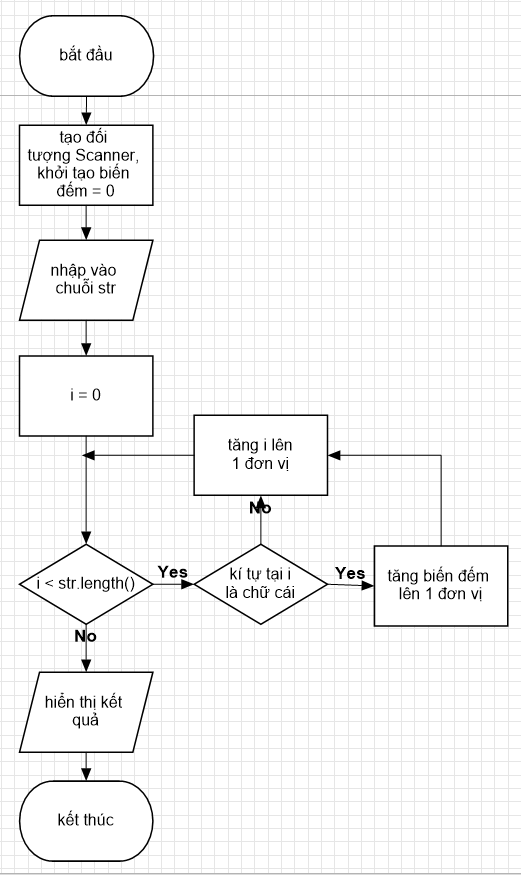 bắt đầu
tạo đối
tượng Scanner,
khởi tạo biến
đếm = 0
nhập vào
chuỗi str
i = 0
tăng i lên
1 đơn vị
No
i < str.length()
Yes
kí tự tại i
là chữ cái
Yes
tăng biến đếm
lên 1 đơn vị
No
hiển thị kết
quả
kết thúc